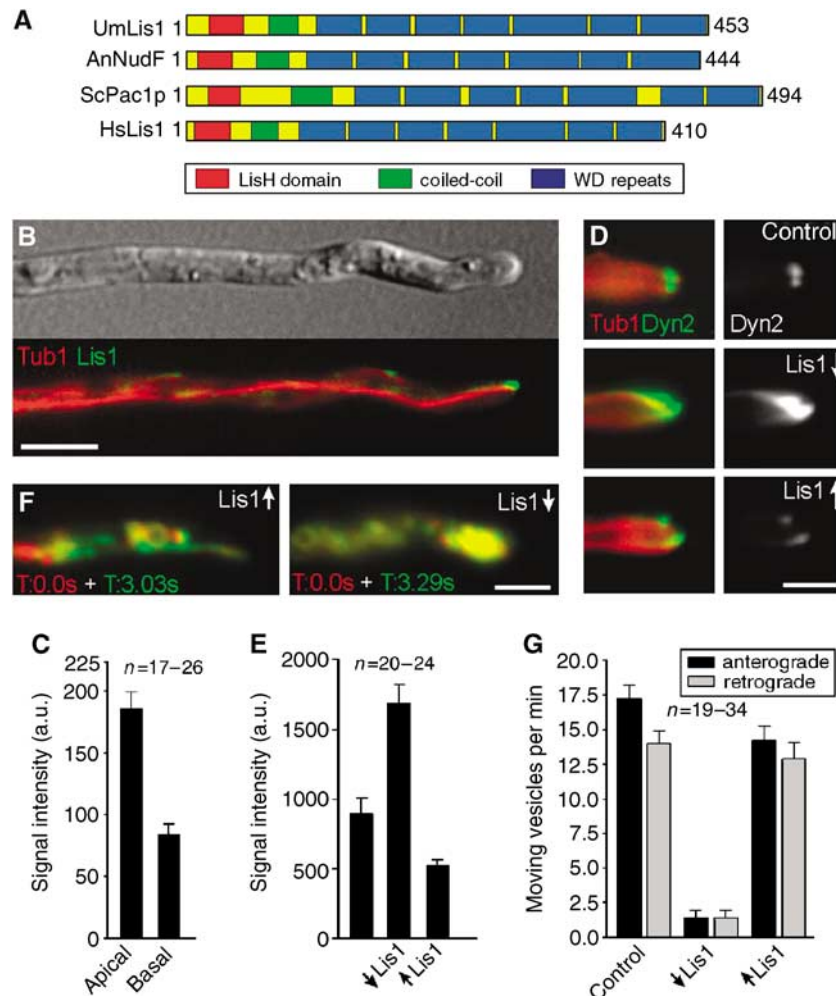 A
UmLis1 1 453
AnNudF 1 444
ScPac1p 1 494
HsLis1 1 410
LisH domain coiled-coil WD repeats
B
Tub1 Lis1
D Control
Tub1 Dyn2 Dyn2
Lis1↓
Lis1↑
F Lis1↑ Lis1↓
T:0.0s + T:3.03s T:0.0s + T:3.29s
C
n=17–26
Signal intensity (a.u.)
225
200
150
100
50
0
Apical Basal
E
n=20–24
Signal intensity (a.u.)
2000
1500
1000
500
0
↓Lis1 ↑Lis1
G
anterograde
retrograde
n=19–34
Moving vesicles per min
20.0
17.5
15.0
12.5
10.0
7.5
5.0
2.5
0.0
Control ↓Lis1 ↑Lis1